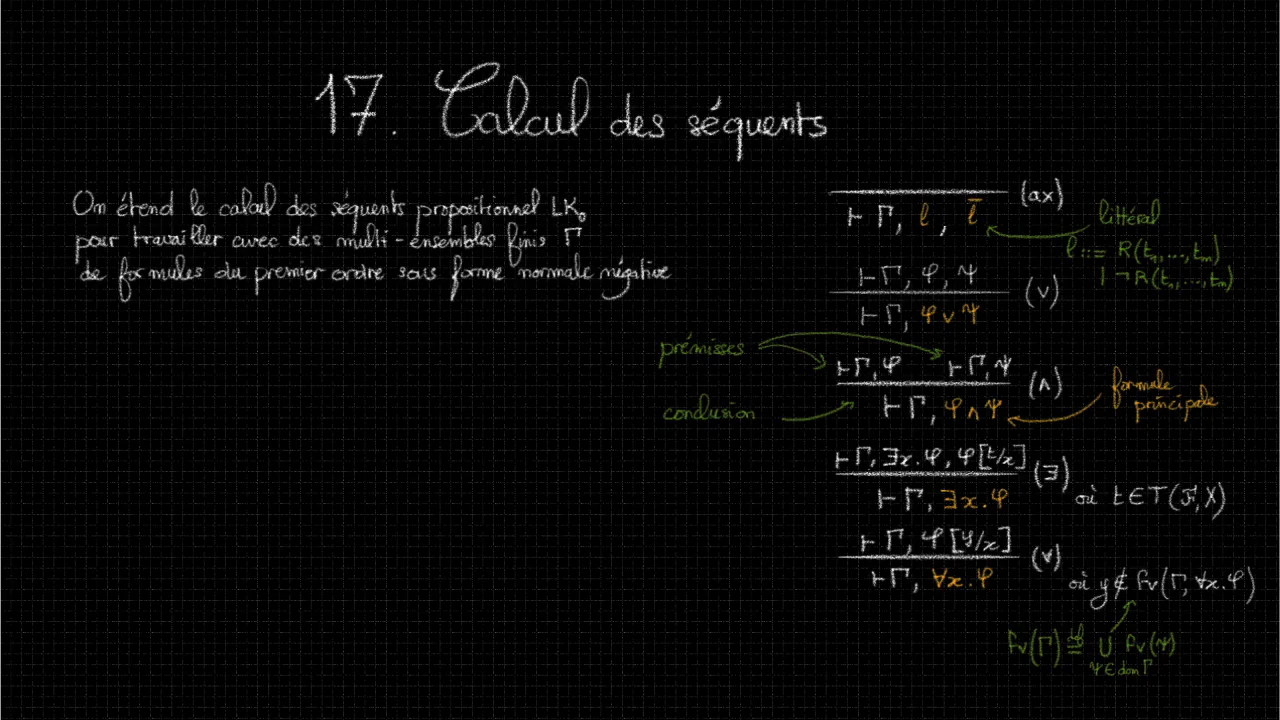 17. Calcul des séquents
On étend le calcul des séquents propositionnel LK₀
pour travailler avec des multi-ensembles finis Γ
de formules du premier ordre sous forme normale négative
(ax)
⊢ Γ, l, l̄
littéral
l ::= R(t₁,...,tₘ)
| ¬R(t₁,...,tₘ)
⊢ Γ, φ, ψ
(∨)
⊢ Γ, φ ∨ ψ
prémisses
⊢ Γ, φ ⊢ Γ, ψ
(∧)
⊢ Γ, φ ∧ ψ
conclusion
formule
principale
⊢ Γ, ∃x.φ, φ[t/x]
(∃)
⊢ Γ, ∃x.φ
où t ∈ T(F, X)
⊢ Γ, φ[y/x]
(∀)
⊢ Γ, ∀x.φ
où y ∉ fv(Γ, ∀x.φ)
fv(Γ) ≝ ∪ fv(ψ)
ψ ∈ dom Γ